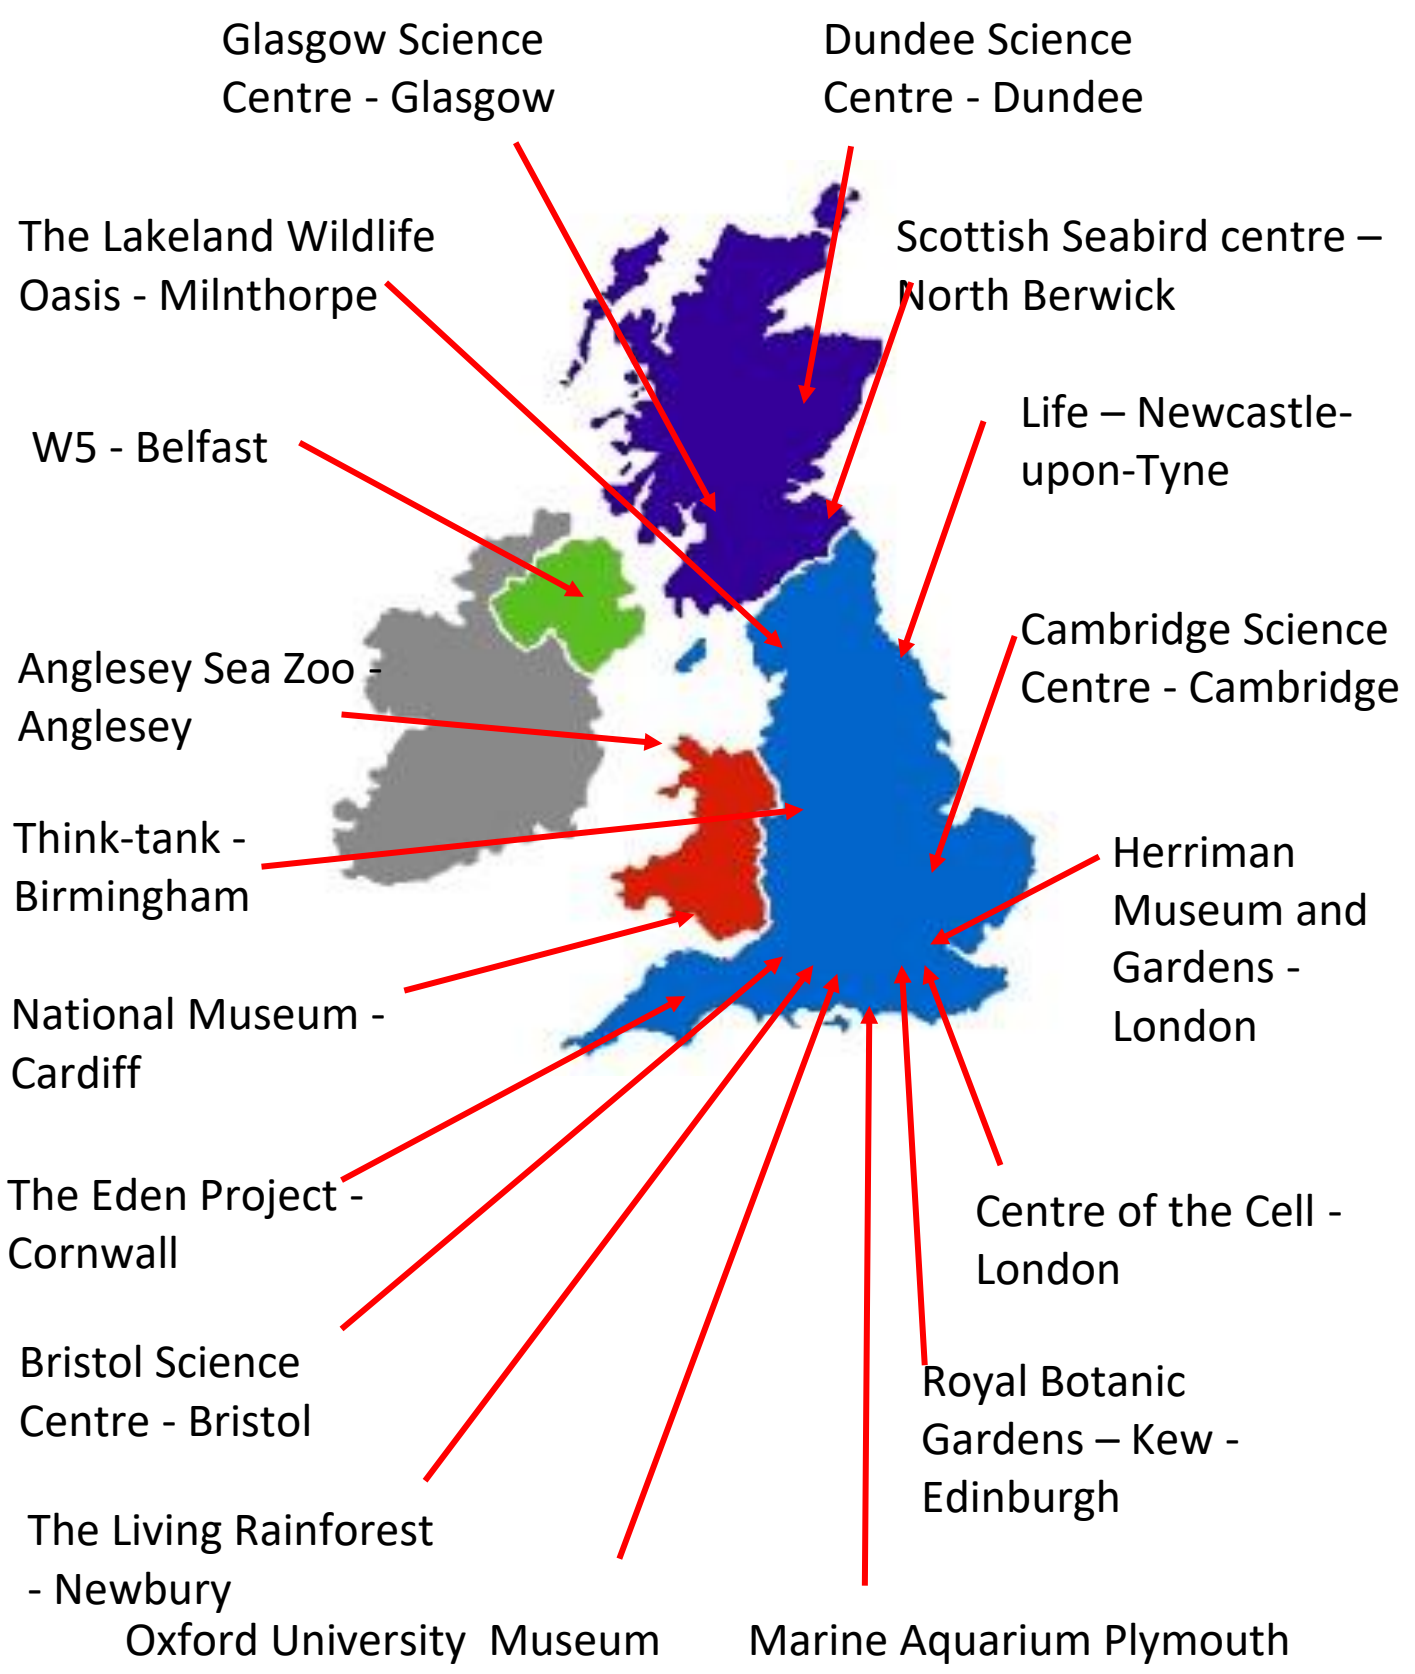 Glasgow Science
Centre - Glasgow
Dundee Science
Centre - Dundee
The Lakeland Wildlife
Oasis - Milnthorpe
Scottish Seabird centre –
North Berwick
W5 - Belfast
Life – Newcastle-
upon-Tyne
Anglesey Sea Zoo -
Anglesey
Cambridge Science
Centre - Cambridge
Think-tank -
Birmingham
Herriman
Museum and
Gardens -
London
National Museum -
Cardiff
The Eden Project -
Cornwall
Centre of the Cell -
London
Bristol Science
Centre - Bristol
Royal Botanic
Gardens – Kew -
Edinburgh
The Living Rainforest
- Newbury
Oxford University  Museum
Marine Aquarium Plymouth